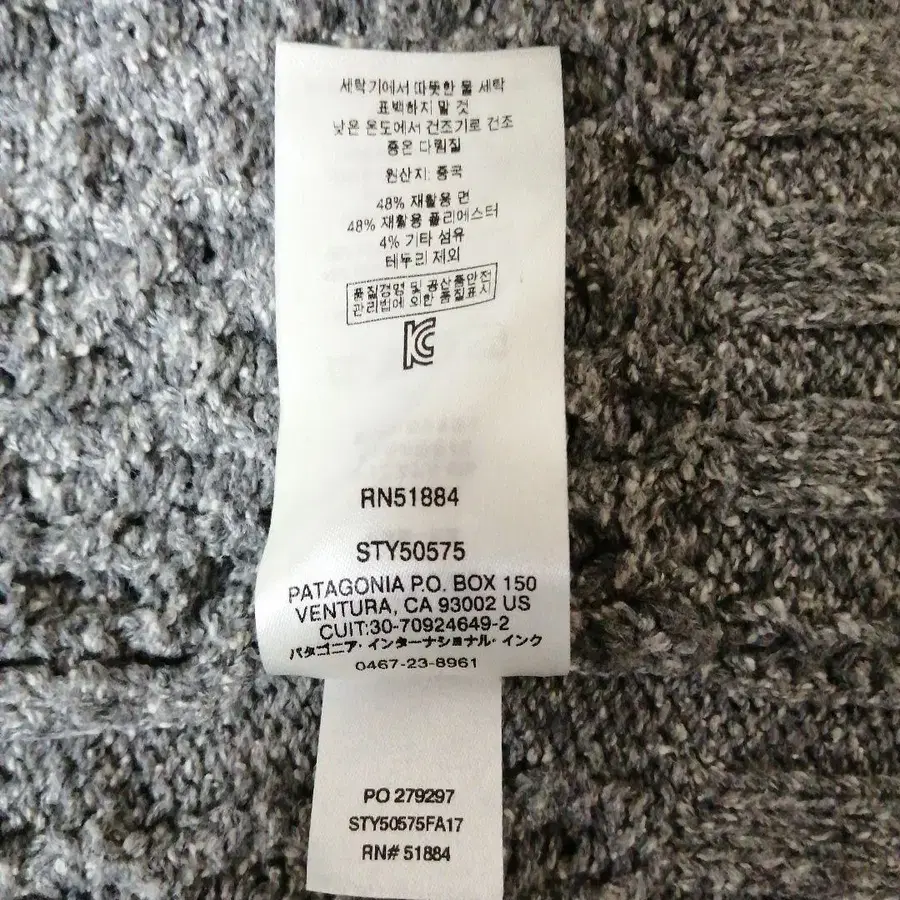 세탁기에서 따뜻한 물 세탁
표백하지 말 것
낮은 온도에서 건조기로 건조
중온 다림질
원산지: 중국
48% 재활용 면
48% 재활용 폴리에스터
4% 기타 섬유
테두리 제외
품질경영 및 공산품안전
관리법에 의한 품질표시
KC
RN51884
STY50575
PATAGONIA P.O. BOX 150
VENTURA, CA 93002 US
CUIT:30-70924649-2
パタゴニア・インターナショナル・インク
0467-23-8961
PO 279297
STY50575FA17
RN# 51884